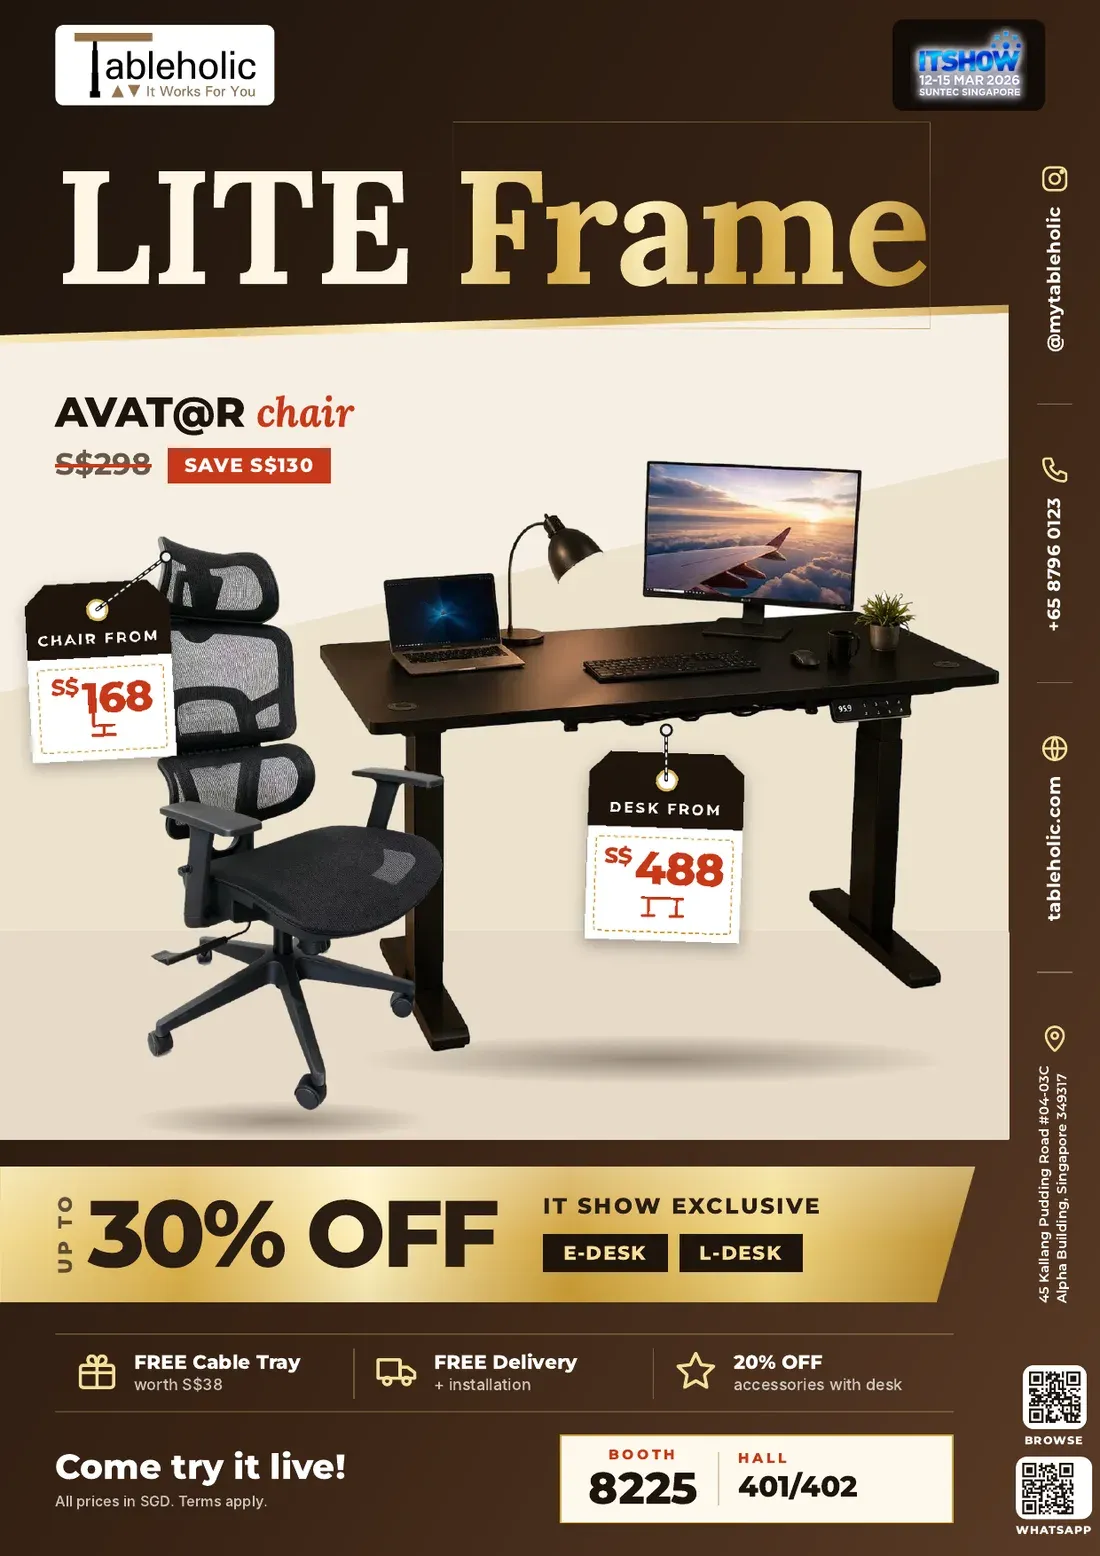 Tableholic
It Works For You
ITSHOW
12-15 MAR 2026
SUNTEC SINGAPORE
LITE Frame
@mytableholic
+65 8796 0123
tableholic.com
45 Kallang Pudding Road #04-03C
Alpha Building, Singapore 349317
AVAT@R chair
S$298 SAVE S$130
CHAIR FROM
S$168
95.9
DESK FROM
S$488
UP TO
30% OFF
IT SHOW EXCLUSIVE
E-DESK L-DESK
FREE Cable Tray
worth S$38
FREE Delivery
+ installation
20% OFF
accessories with desk
Come try it live!
All prices in SGD. Terms apply.
BOOTH
8225
HALL
401/402
BROWSE
WHATSAPP